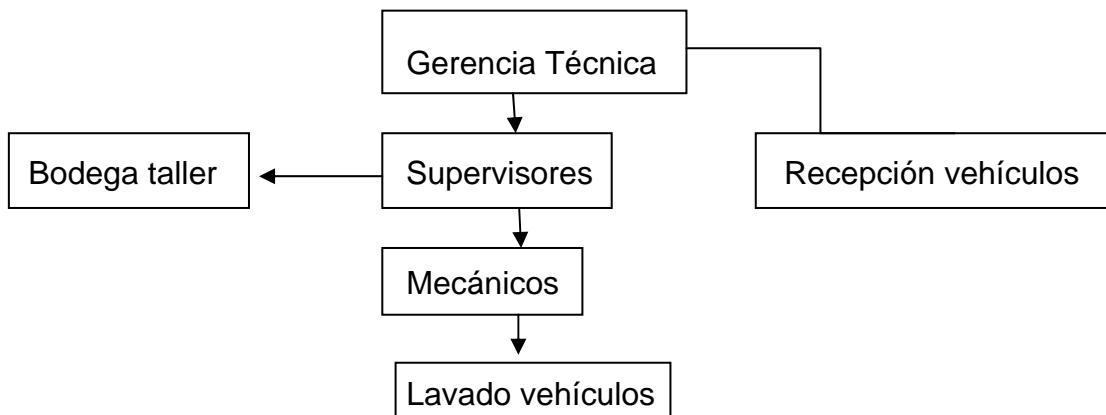 Gerencia Técnica
Bodega taller
Supervisores
Recepción vehículos
Mecánicos
Lavado vehículos